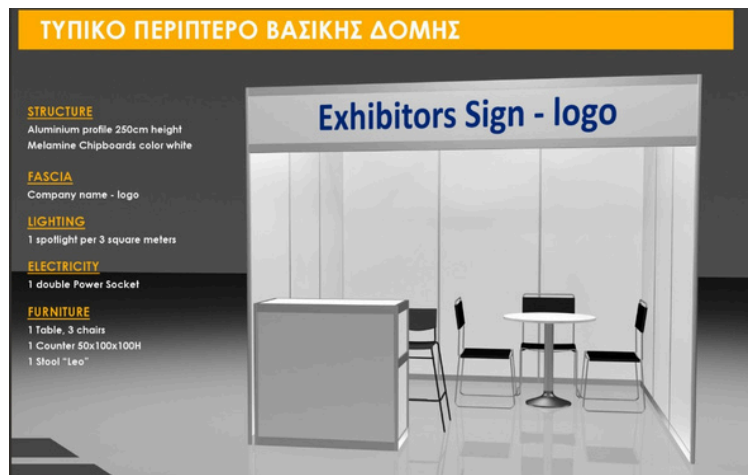 ΤΥΠΙΚΟ ΠΕΡΙΠΤΕΡΟ ΒΑΣΙΚΗΣ ΔΟΜΗΣ
Exhibitors Sign - logo
STRUCTURE
Aluminium profile 250cm height
Melamine Chipboards color white
FASCIA
Company name - logo
LIGHTING
1 spotlight per 3 square meters
ELECTRICITY
1 double Power Socket
FURNITURE
1 Table, 3 chairs
1 Counter 50x100x100H
1 Stool "Leo"